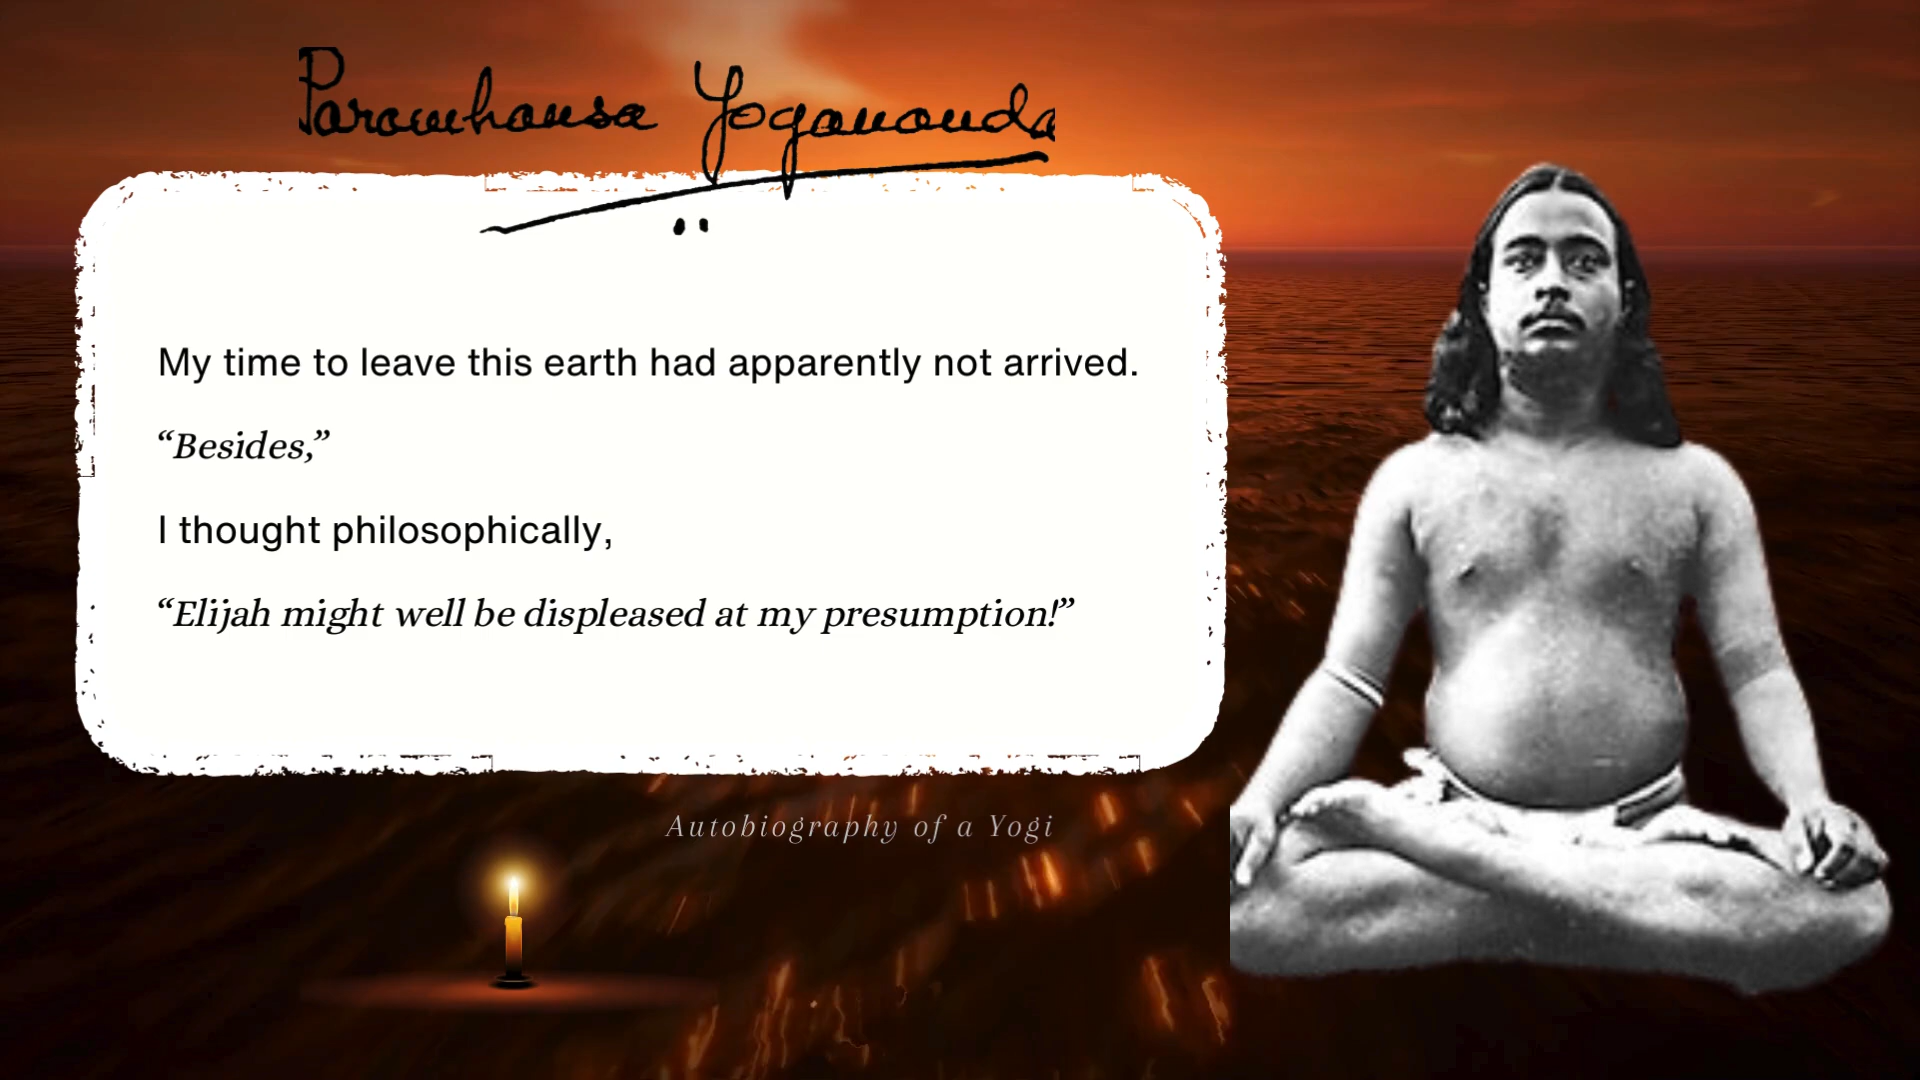 Paramhansa Yogananda
My time to leave this earth had apparently not arrived.
“Besides,”
I thought philosophically,
“Elijah might well be displeased at my presumption!”
Autobiography of a Yogi